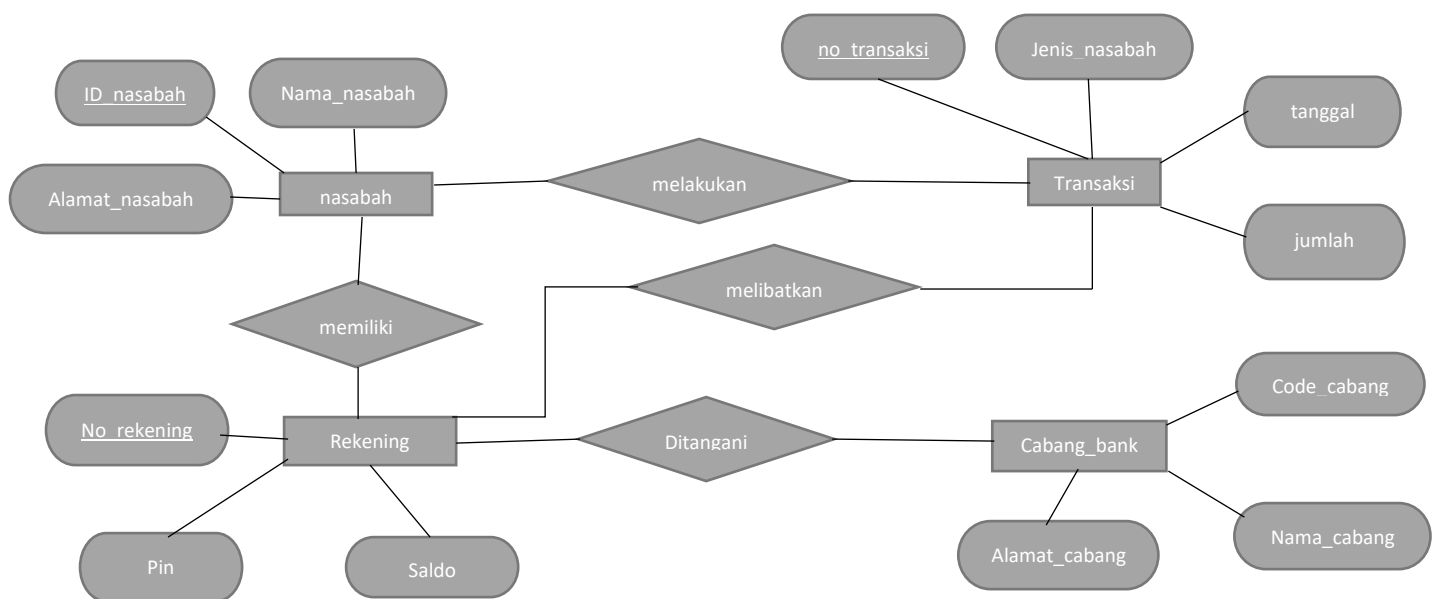 no_transaksi
Jenis_nasabah
ID_nasabah
Nama_nasabah
tanggal
Alamat_nasabah
nasabah
melakukan
Transaksi
jumlah
melibatkan
memiliki
Code_cabang
No_rekening
Rekening
Ditangani
Cabang_bank
Nama_cabang
Alamat_cabang
Pin
Saldo